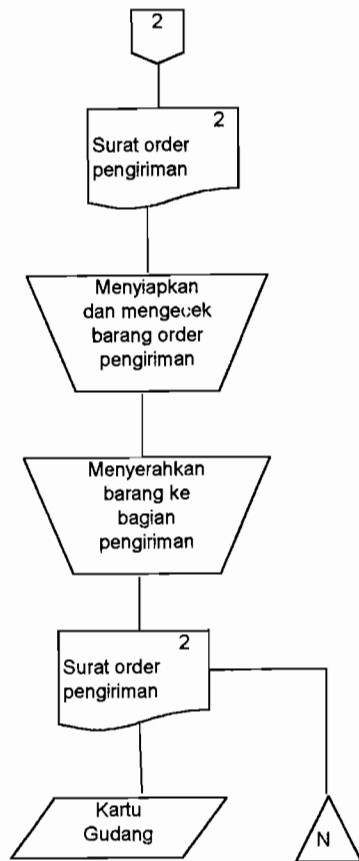 2
2
Surat order
pengiriman
Menyiapkan
dan mengecek
barang order
pengiriman
Menyerahkan
barang ke
bagian
pengiriman
2
Surat order
pengiriman
Kartu
Gudang
N